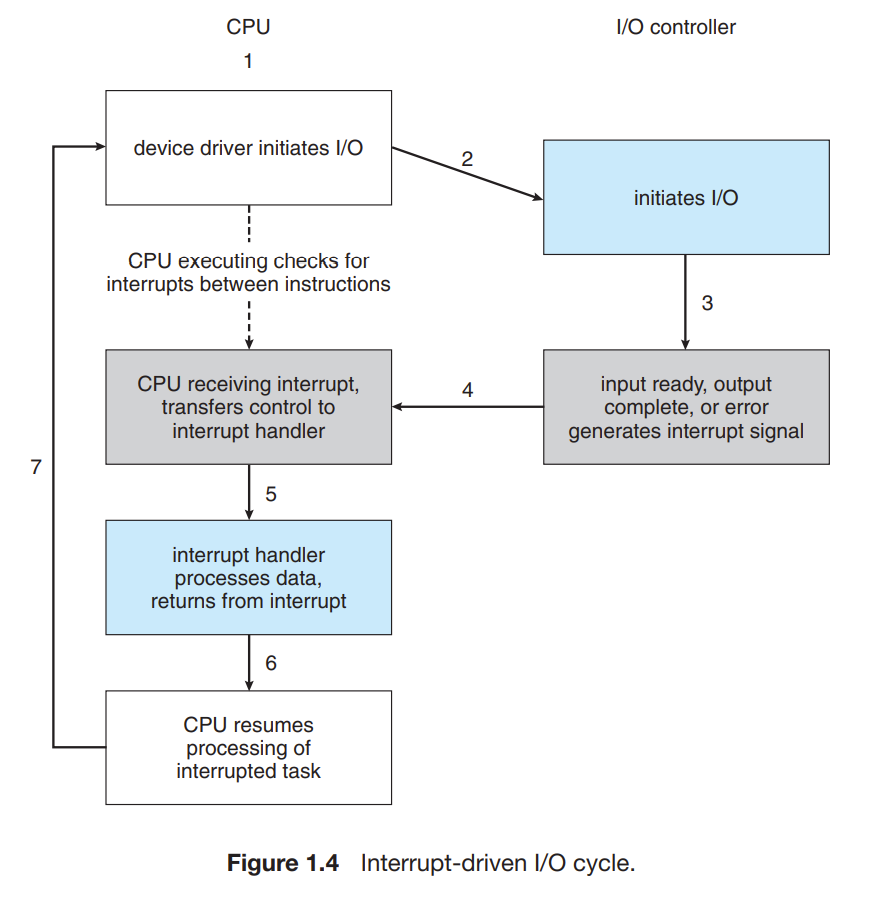 CPU
I/O controller
1
device driver initiates I/O
2
initiates I/O
CPU executing checks for
interrupts between instructions
3
CPU receiving interrupt,
transfers control to
interrupt handler
4
input ready, output
complete, or error
generates interrupt signal
7
5
interrupt handler
processes data,
returns from interrupt
6
CPU resumes
processing of
interrupted task
Figure 1.4 Interrupt-driven I/O cycle.